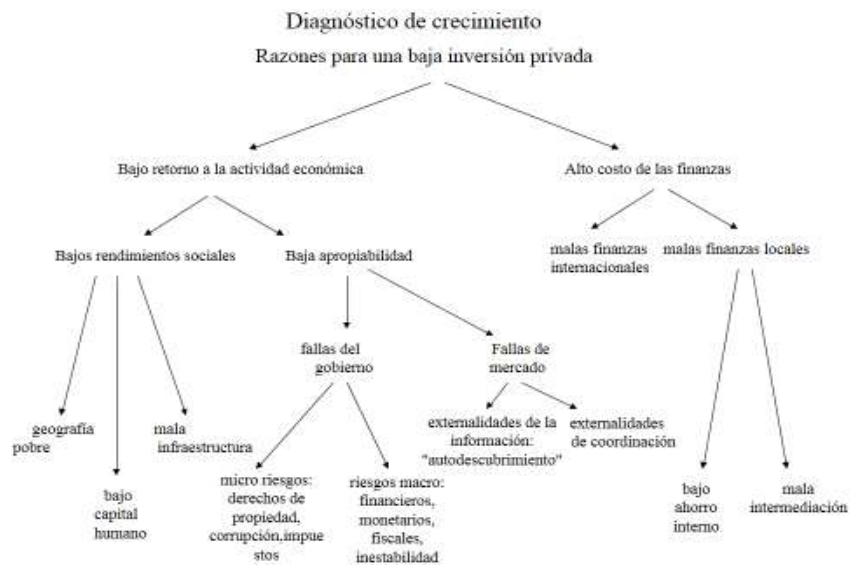 Diagnóstico de crecimiento
Razones para una baja inversión privada
Bajo retorno a la actividad económica
Alto costo de las finanzas
Bajos rendimientos sociales
Baja apropiabilidad
malas finanzas
internacionales
malas finanzas locales
fallas del
gobierno
Fallas de
mercado
geografía
pobre
mala
infraestructura
externalidades de la
información:
"autodescubrimiento"
externalidades
de coordinación
bajo
capital
humano
micro riesgos:
derechos de
propiedad,
corrupción,impue
stos
riesgos macro:
financieros,
monetarios,
fiscales,
inestabilidad
bajo
ahorro
interno
mala
intermediación